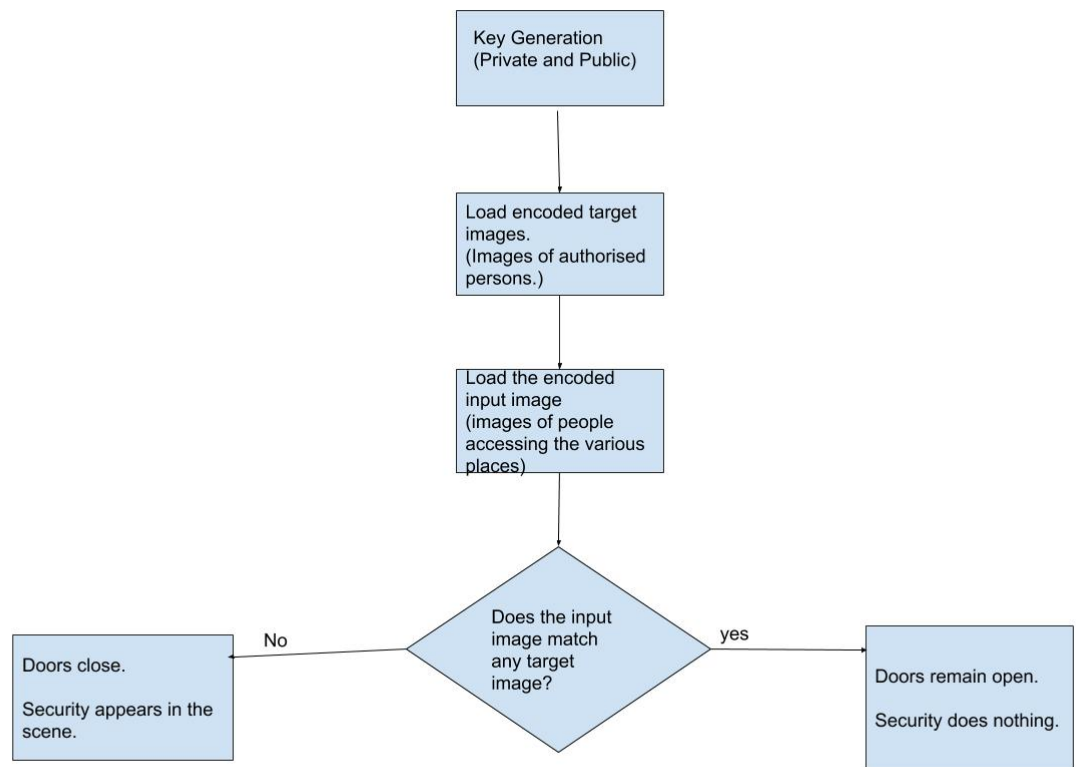 Key Generation
(Private and Public)
Load encoded target
images.
(Images of authorised
persons.)
Load the encoded
input image
(images of people
accessing the various
places)
Does the input
image match
any target
image?
No
yes
Doors close.
Security appears in the
scene.
Doors remain open.
Security does nothing.